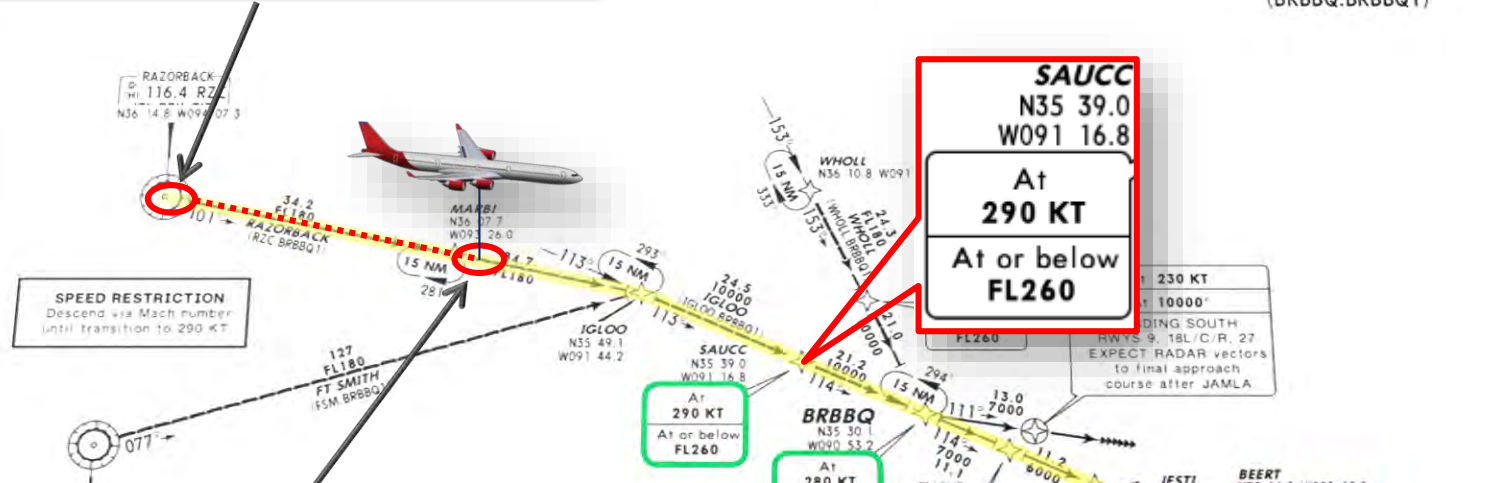 (BRBBQ.BRBBQ1)
RAZORBACK
116.4 RZC
N36 14.8 W094 07.3
101
34.2
FL180
RAZORBACK
(RZC.BRBBQ1)
SPEED RESTRICTION
Descend via Mach number
until transition to 290 KT.
MARBI
N36 07.7
W093 26.0
15 NM
281
FL180
113°
293°
15 NM
IGLOO
N35 49.1
W091 44.2
113
127
FL180
FT SMITH
(FSM.BRBBQ1)
077°
24.5
10000
IGLOO
(IGLOO.BRBBQ1)
SAUCC
N35 39.0
W091 16.8
At
290 KT
At or below
FL260
153°
15 NM
333
WHOLL
N36 10.8 W091
153°
24.3
FL180
WHOLL
(WHOLL.BRBBQ1)
21.0
SAUCC
N35 39.0
W091 16.8
At
290 KT
At or below
FL260
FL260
230 KT
10000'
RWYS 9, 18L/C/R, 27
EXPECT RADAR vectors
to final approach
course after JAMLA
21.2
10000
114°
294°
15 NM
BRBBQ
N35 30.1
W090 53.2
At
280 KT
111°
13.0
7000
114°
7000
11.1
11.2
6000
BEERT